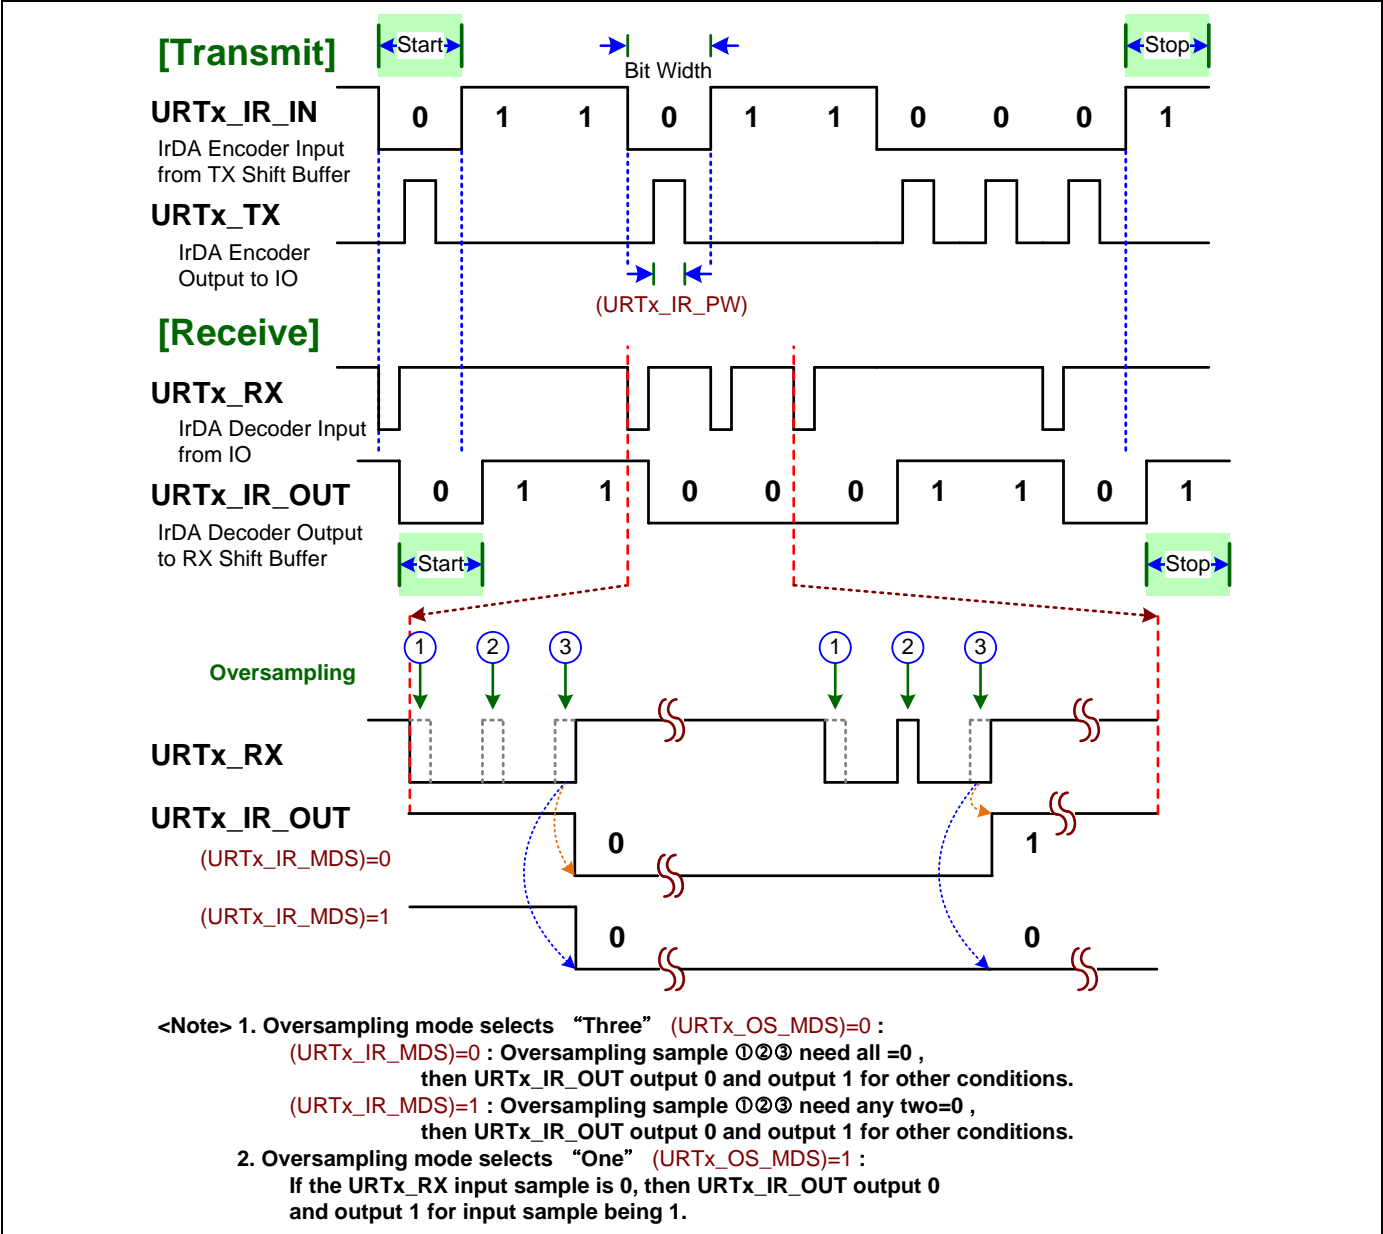 [Transmit]
Start
Stop
Bit Width
URTx_IR_IN
0 1 1 0 1 1 0 0 0 1
IrDA Encoder Input
from TX Shift Buffer
URTx_TX
IrDA Encoder
Output to IO
(URTx_IR_PW)
[Receive]
URTx_RX
IrDA Decoder Input
from IO
URTx_IR_OUT
0 1 1 0 0 0 1 1 0 1
IrDA Decoder Output
to RX Shift Buffer
Start
Stop
1 2 3 1 2 3
Oversampling
URTx_RX
URTx_IR_OUT
0 1
(URTx_IR_MDS)=0
(URTx_IR_MDS)=1
0 0
<Note> 1. Oversampling mode selects “Three” (URTx_OS_MDS)=0 :
(URTx_IR_MDS)=0 : Oversampling sample ①②③ need all =0 ,
then URTx_IR_OUT output 0 and output 1 for other conditions.
(URTx_IR_MDS)=1 : Oversampling sample ①②③ need any two=0 ,
then URTx_IR_OUT output 0 and output 1 for other conditions.
2. Oversampling mode selects “One” (URTx_OS_MDS)=1 :
If the URTx_RX input sample is 0, then URTx_IR_OUT output 0
and output 1 for input sample being 1.